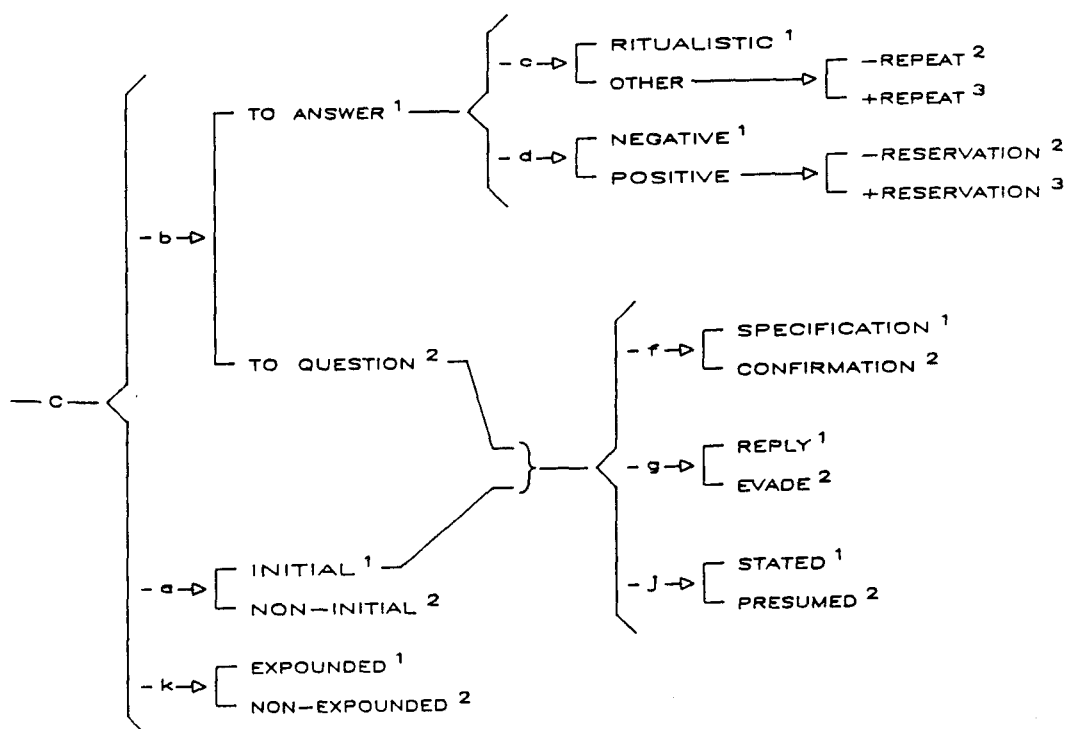 RITUALISTIC 1
- c → OTHER → -REPEAT 2
+REPEAT 3
TO ANSWER 1
NEGATIVE 1
- d → POSITIVE → -RESERVATION 2
+RESERVATION 3
- b →
TO QUESTION 2
SPECIFICATION 1
- f →
CONFIRMATION 2
C
REPLY 1
- g →
EVADE 2
INITIAL 1
- a →
NON-INITIAL 2
STATED 1
- j →
PRESUMED 2
EXPOUNDED 1
- k →
NON-EXPOUNDED 2